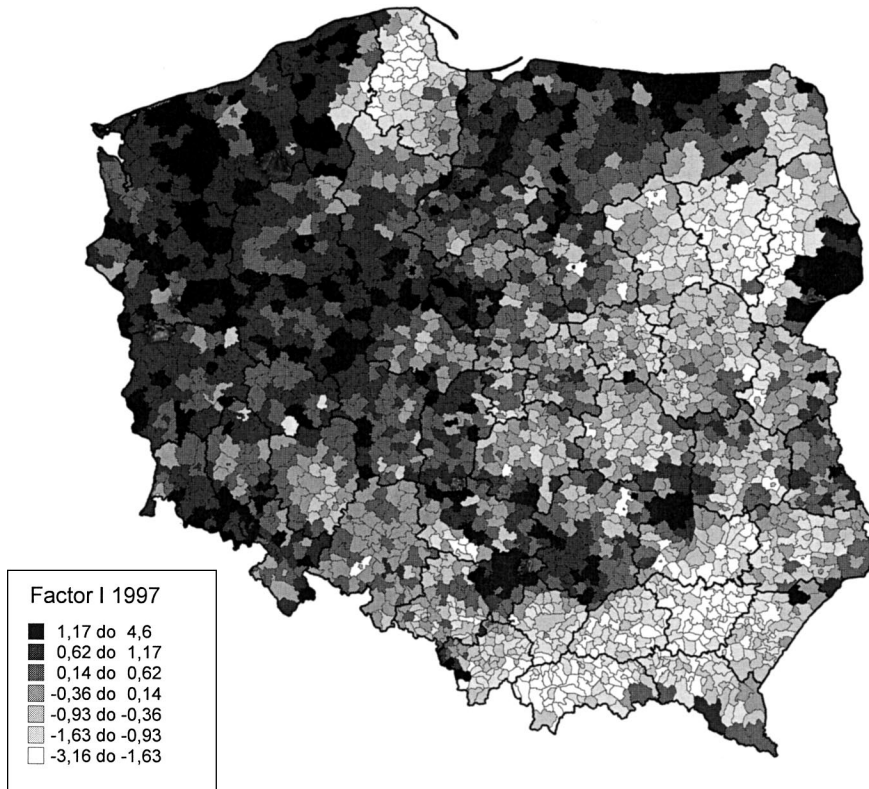 Factor I 1997
1,17 do 4,6
0,62 do 1,17
0,14 do 0,62
-0,36 do 0,14
-0,93 do -0,36
-1,63 do -0,93
-3,16 do -1,63